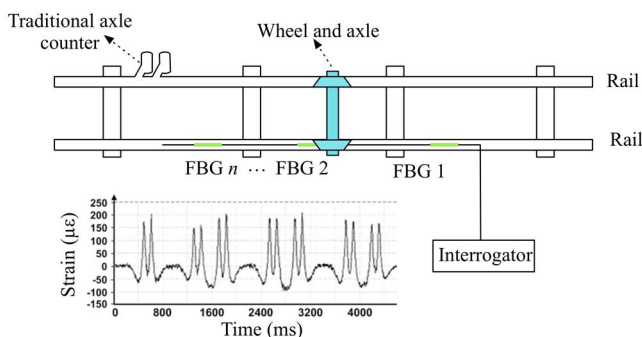 Traditional axle
counter
Wheel and axle
Rail
Rail
FBG n ... FBG 2
FBG 1
Interrogator
250
200
150
100
50
0
-50
-100
-150
Strain (με)
0 800 1600 2400 3200 4000
Time (ms)